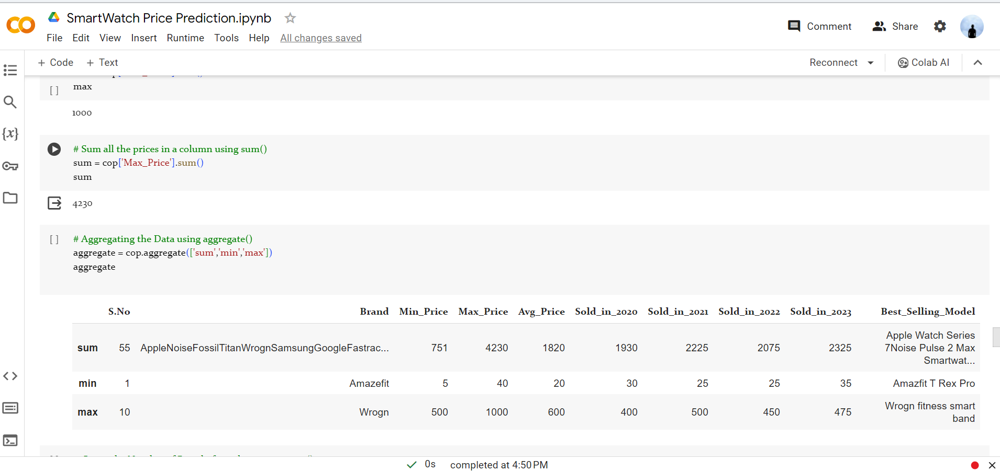 SmartWatch Price Prediction.ipynb
File Edit View Insert Runtime Tools Help All changes saved
Comment Share
+ Code + Text
Reconnect Colab AI
[ ] max
1000
# Sum all the prices in a column using sum()
sum = cop['Max_Price'].sum()
sum
4230
[ ] # Aggregating the Data using aggregate()
aggregate = cop.aggregate(['sum','min','max'])
aggregate
S.No Brand Min_Price Max_Price Avg_Price Sold_in_2020 Sold_in_2021 Sold_in_2022 Sold_in_2023 Best_Selling_Model
sum 55 AppleNoiseFossilTitanWrognSamsungGoogleFastrac... 751 4230 1820 1930 2225 2075 2325 Apple Watch Series
7Noise Pulse 2 Max
Smartwat...
min 1 Amazefit 5 40 20 30 25 25 35 Amazfit T Rex Pro
max 10 Wrogn 500 1000 600 400 500 450 475 Wrogn fitness smart
band
0s completed at 4:50 PM